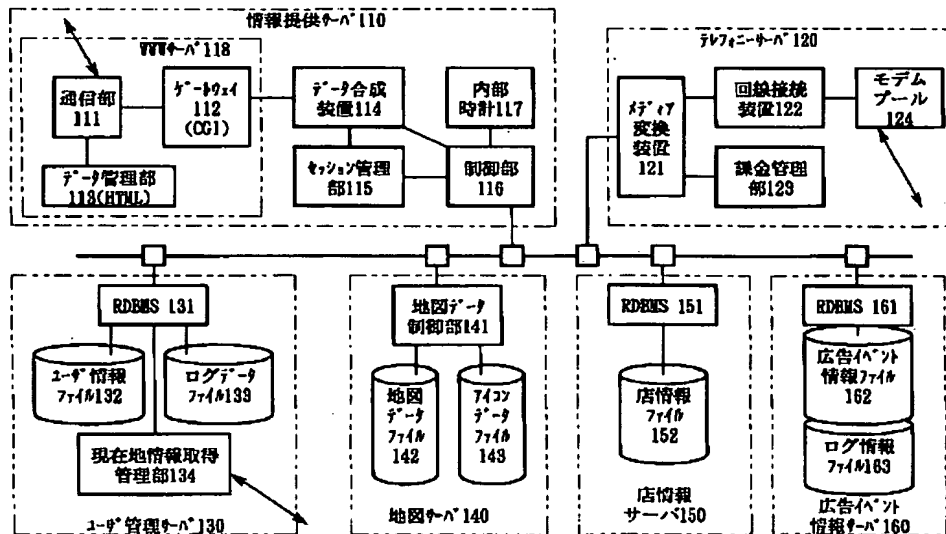 情報提供ｻｰﾊﾞ110
WWWｻｰﾊﾞ118
通信部
111
ｹﾞｰﾄｳｪｲ
112
(CGI)
データ管理部
113(HTML)
データ合成
装置114
内部
時計117
ｾｯｼｮﾝ管理
部115
制御部
116
ﾃﾚﾌｫﾆｰｻｰﾊﾞ120
メディア
変換
装置
121
回線接続
装置122
モデム
プール
124
課金管理
部123
RDBMS 131
ﾕｰｻﾞ情報
ﾌｧｲﾙ132
ログデータ
ﾌｧｲﾙ133
現在地情報取得
管理部134
ﾕｰｻﾞ管理ｻｰﾊﾞ130
地図データ
制御部141
地図
データ
ﾌｧｲﾙ
142
ｱｲｺﾝ
データ
ﾌｧｲﾙ
143
地図ｻｰﾊﾞ140
RDBMS 151
店情報
ﾌｧｲﾙ
152
店情報
サーバ150
RDBMS 161
広告ｲﾍﾞﾝﾄ
情報ﾌｧｲﾙ
162
ログ情報
ﾌｧｲﾙ163
広告ｲﾍﾞﾝﾄ
情報ｻｰﾊﾞ160